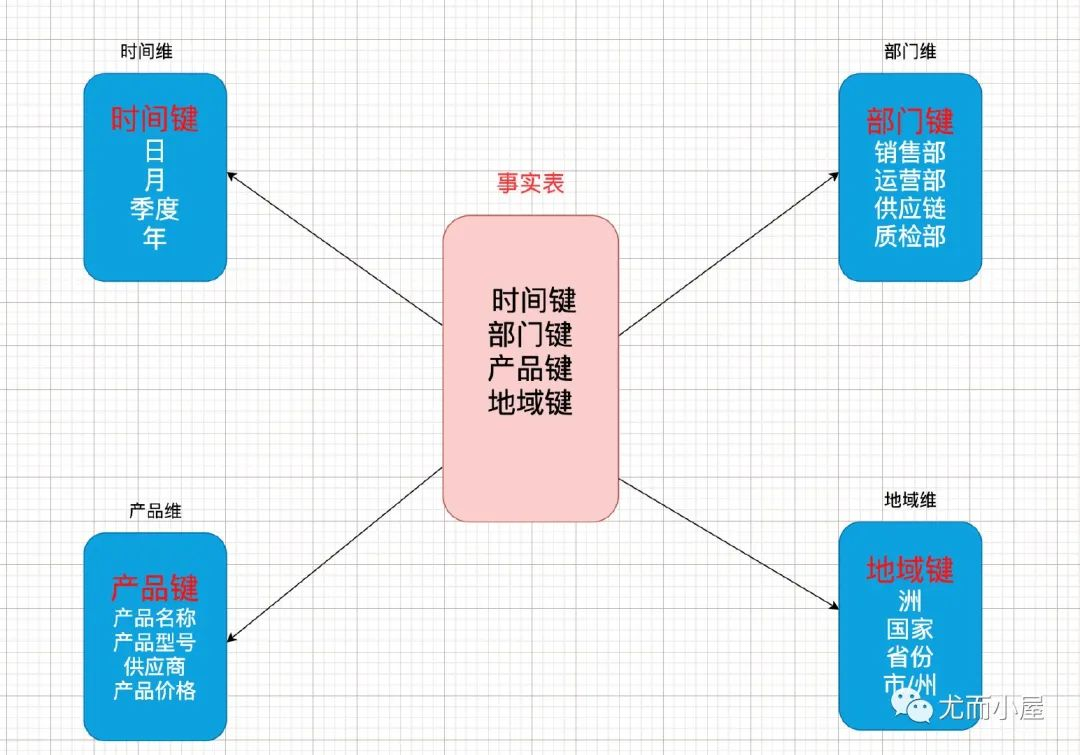 时间维
时间键
日
月
季度
年
部门维
部门键
销售部
运营部
供应链
质检部
事实表
时间键
部门键
产品键
地域键
产品维
产品键
产品名称
产品型号
供应商
产品价格
地域维
地域键
洲
国家
省份
市/州
尤而小屋